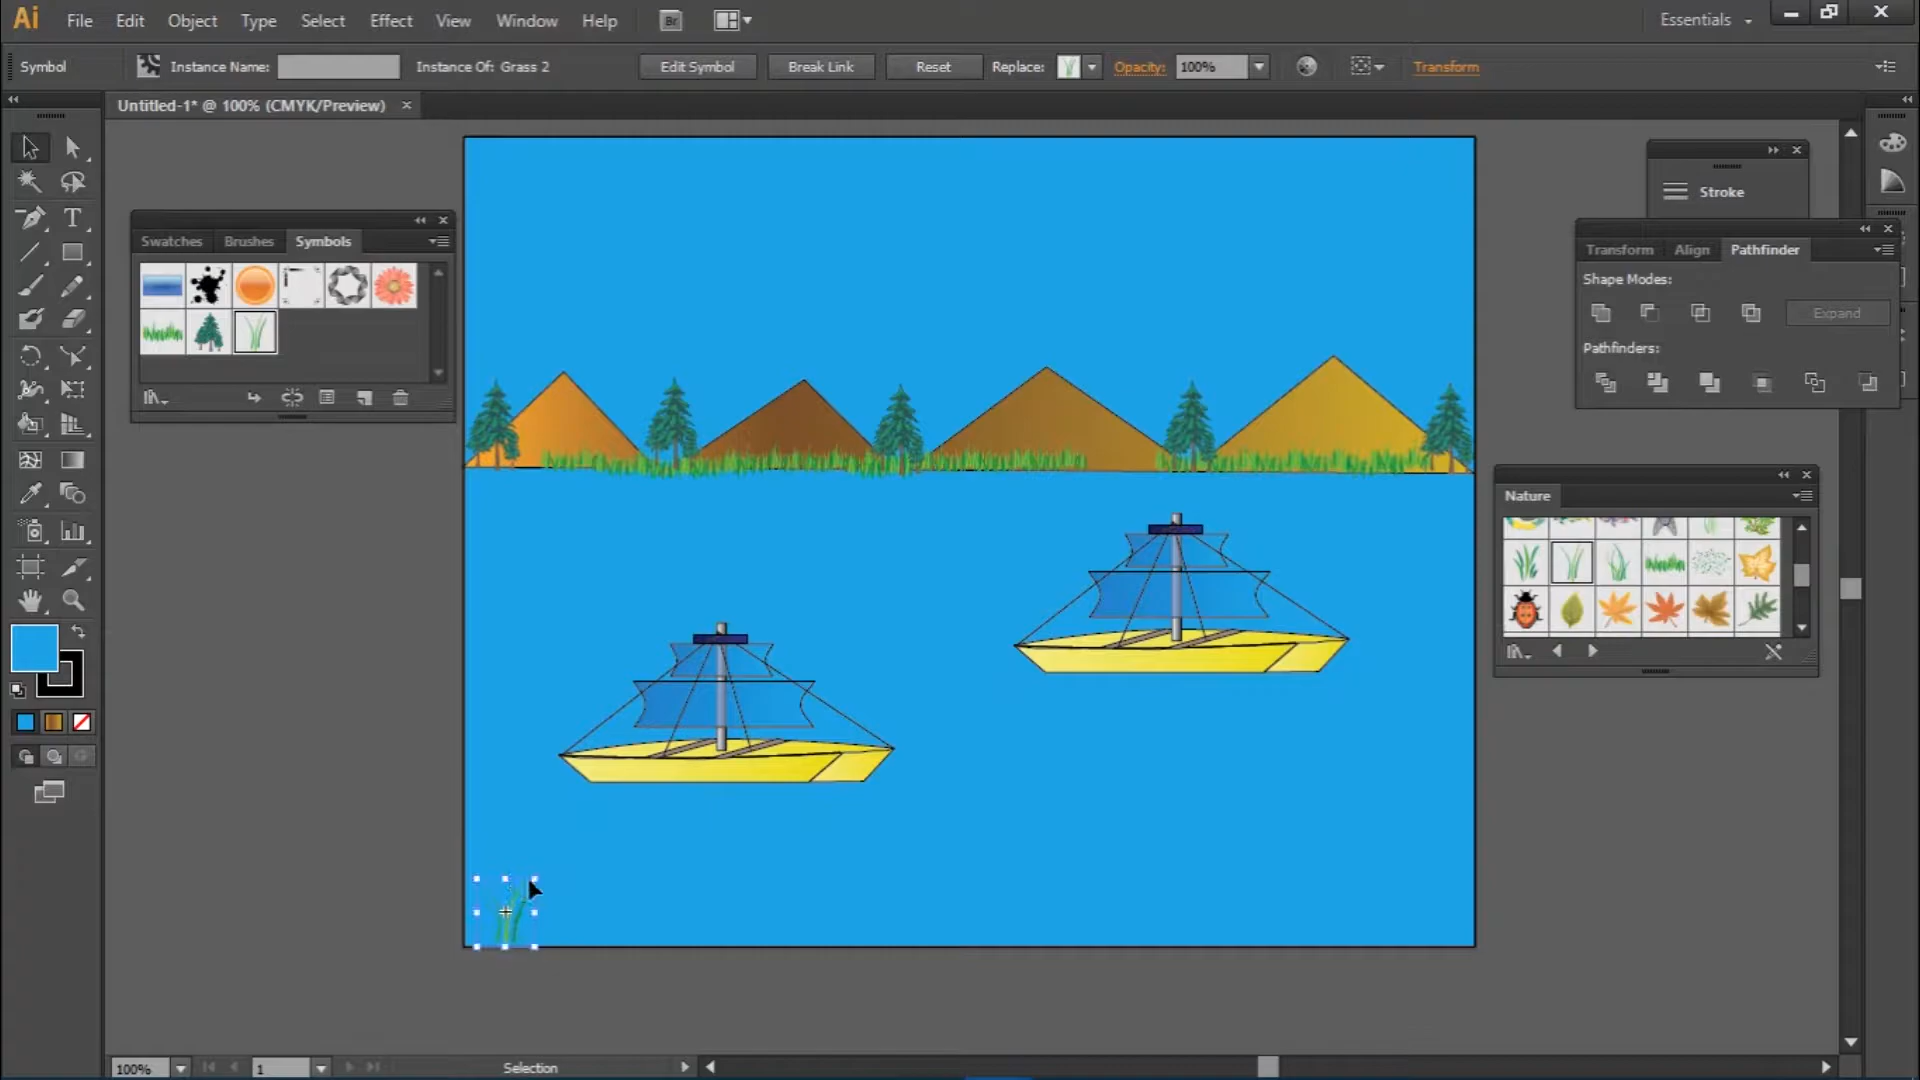 Ai File Edit Object Type Select Effect View Window Help Br Essentials
Symbol Instance Name: Instance Of: Grass 2 Edit Symbol Break Link Reset Replace: Opacity: 100% Transform
Untitled-1* @ 100% (CMYK/Preview)
Stroke
Swatches Brushes Symbols
Transform Align Pathfinder
Shape Modes:
Expand
Pathfinders:
Nature
T
100% 1 Selection